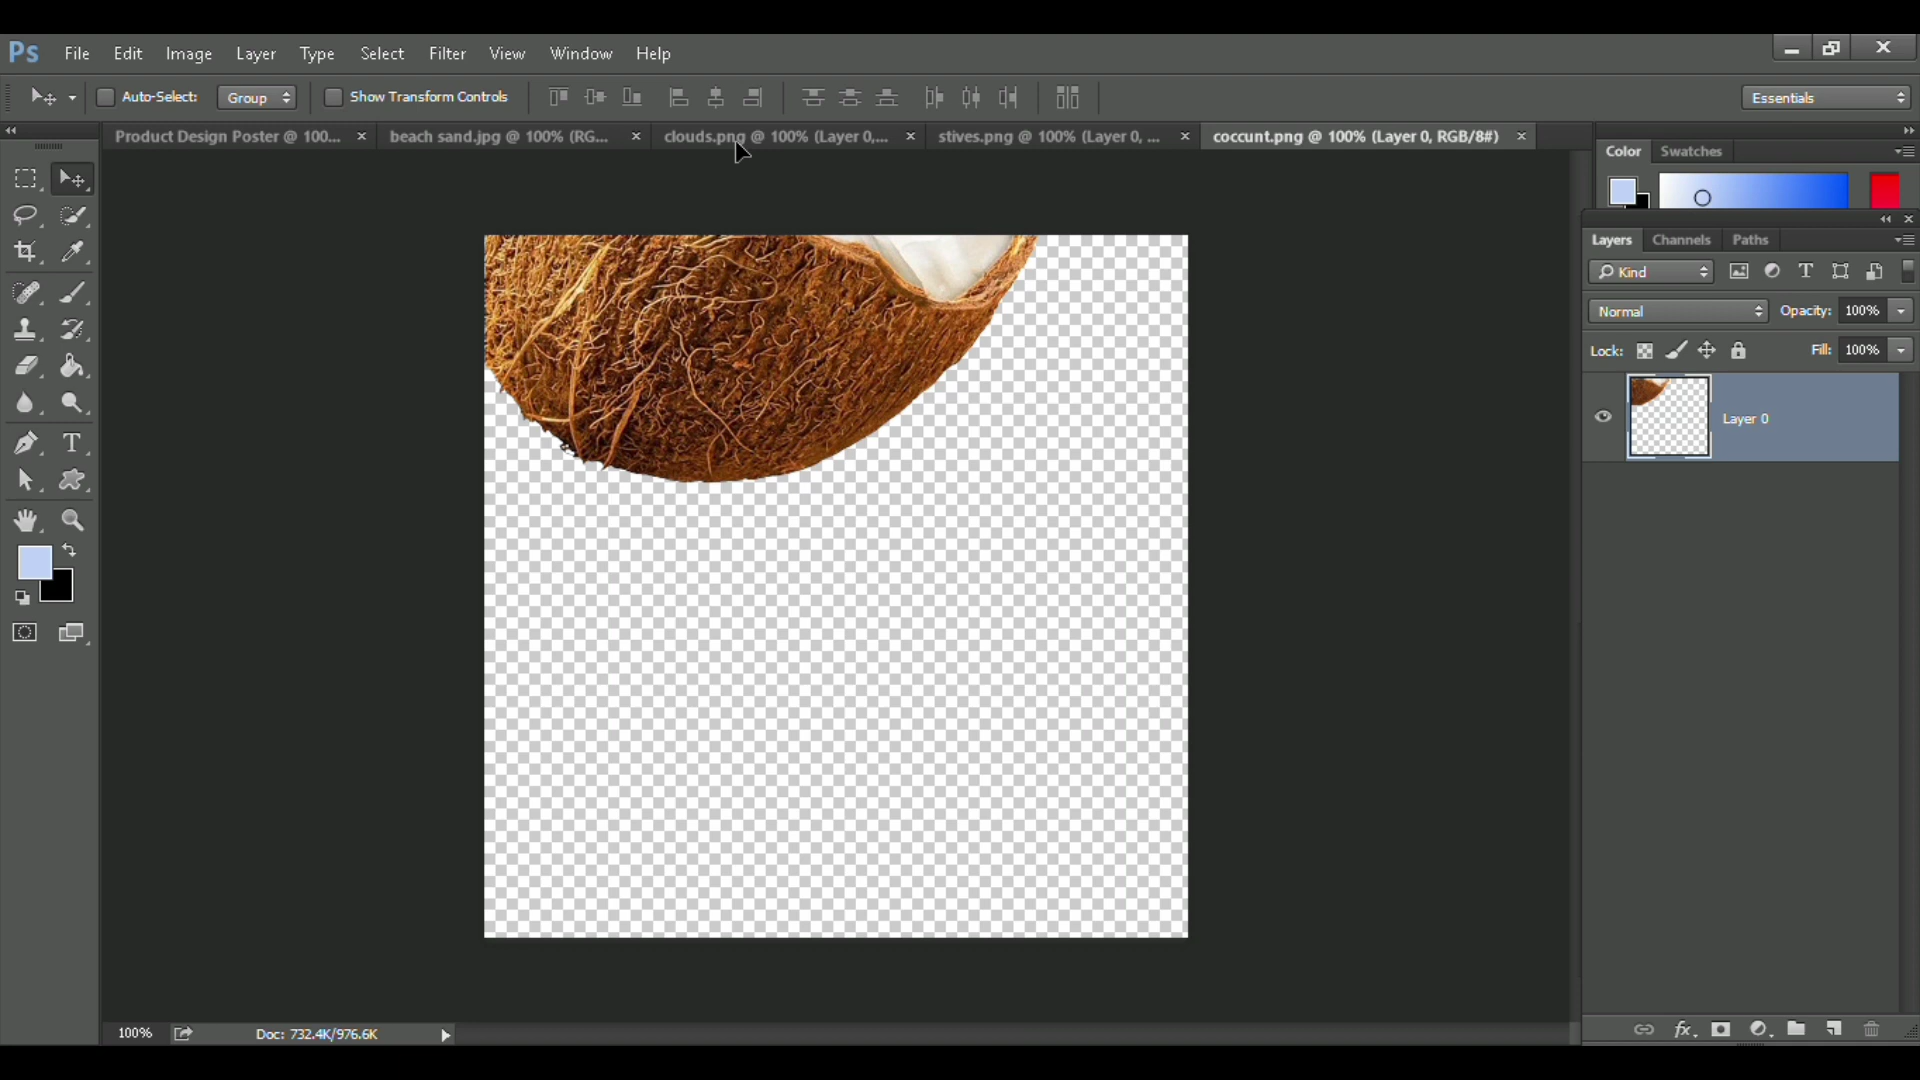 Ps File Edit Image Layer Type Select Filter View Window Help
Auto-Select: Group Show Transform Controls Essentials
Product Design Poster @ 100... × beach sand.jpg @ 100% (RG... × clouds.png @ 100% (Layer 0,... × stives.png @ 100% (Layer 0, ... × coccunt.png @ 100% (Layer 0, RGB/8#) ×
Color Swatches
Layers Channels Paths
Kind
Normal Opacity: 100%
Lock: Fill: 100%
Layer 0
100% Doc: 732.4K/976.6K